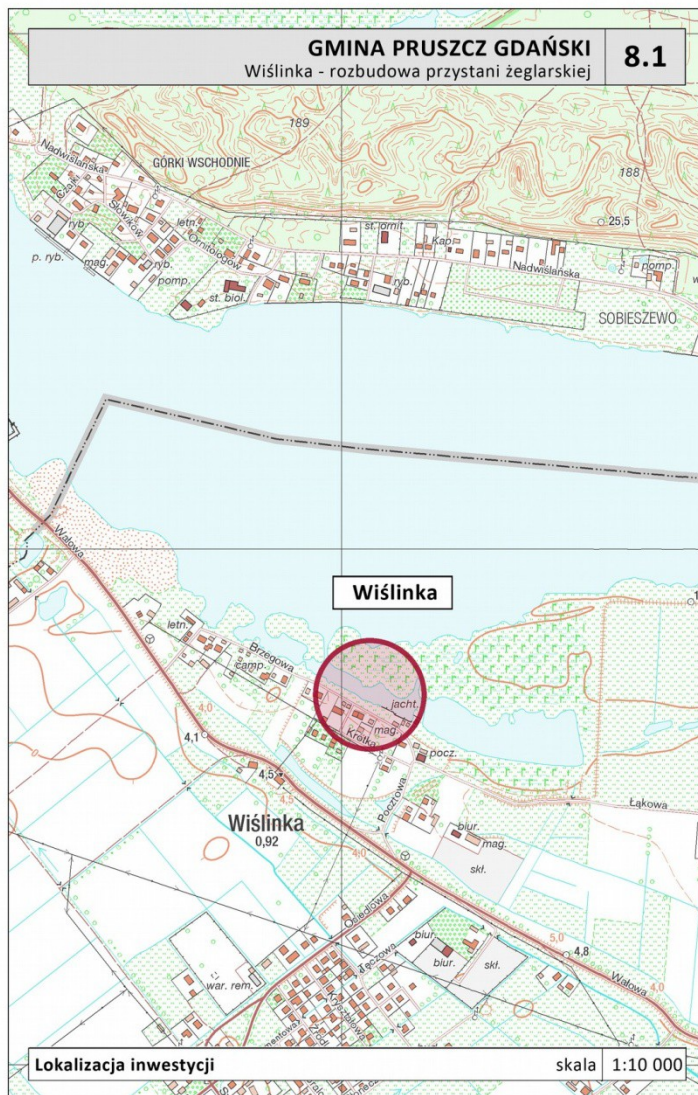 GMINA PRUSZCZ GDAŃSKI
8.1
Wiślinka - rozbudowa przystani żeglarskiej
189
188
Nadwiślańska
GÓRKI WSCHODNIE
Czajki
Słowików
letn.
Ornitologów
st. ornit.
Kap.
25,5
ryb.
p. ryb.
mag.
ryb.
pomp.
st. biol.
ryb.
Nadwiślańska
pomp.
SOBIESZEWO
Wałowa
Wiślinka
letn.
Brzegowa
camp.
jacht.
mag.
Krótka
4,0
4,1
pocz.
4,5
4,5
Pocztowa
Łąkowa
Wiślinka
0,92
4,0
biur.
mag.
skł.
Osiedlowa
Tęczowa
biur.
biur.
skł.
5,0
4,8
Wałowa
4,0
war. rem.
Kryształowa
Lokalizacja inwestycji
skala
1:10 000